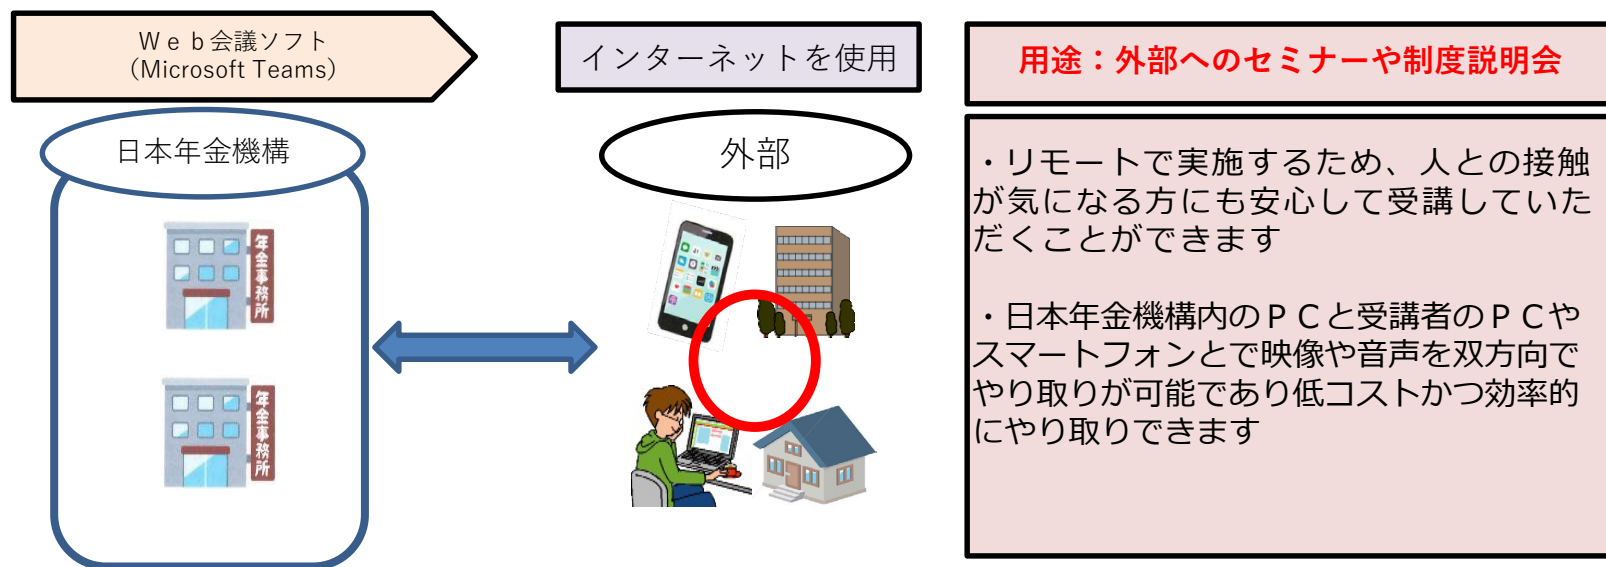 Ｗｅｂ会議ソフト
（Microsoft Teams）
インターネットを使用
用途：外部へのセミナーや制度説明会
日本年金機構
外部
年金事務所
年金事務所
・リモートで実施するため、人との接触
が気になる方にも安心して受講していた
だくことができます
・日本年金機構内のＰＣと受講者のＰＣや
スマートフォンとで映像や音声を双方向で
やり取りが可能であり低コストかつ効率的
にやり取りできます